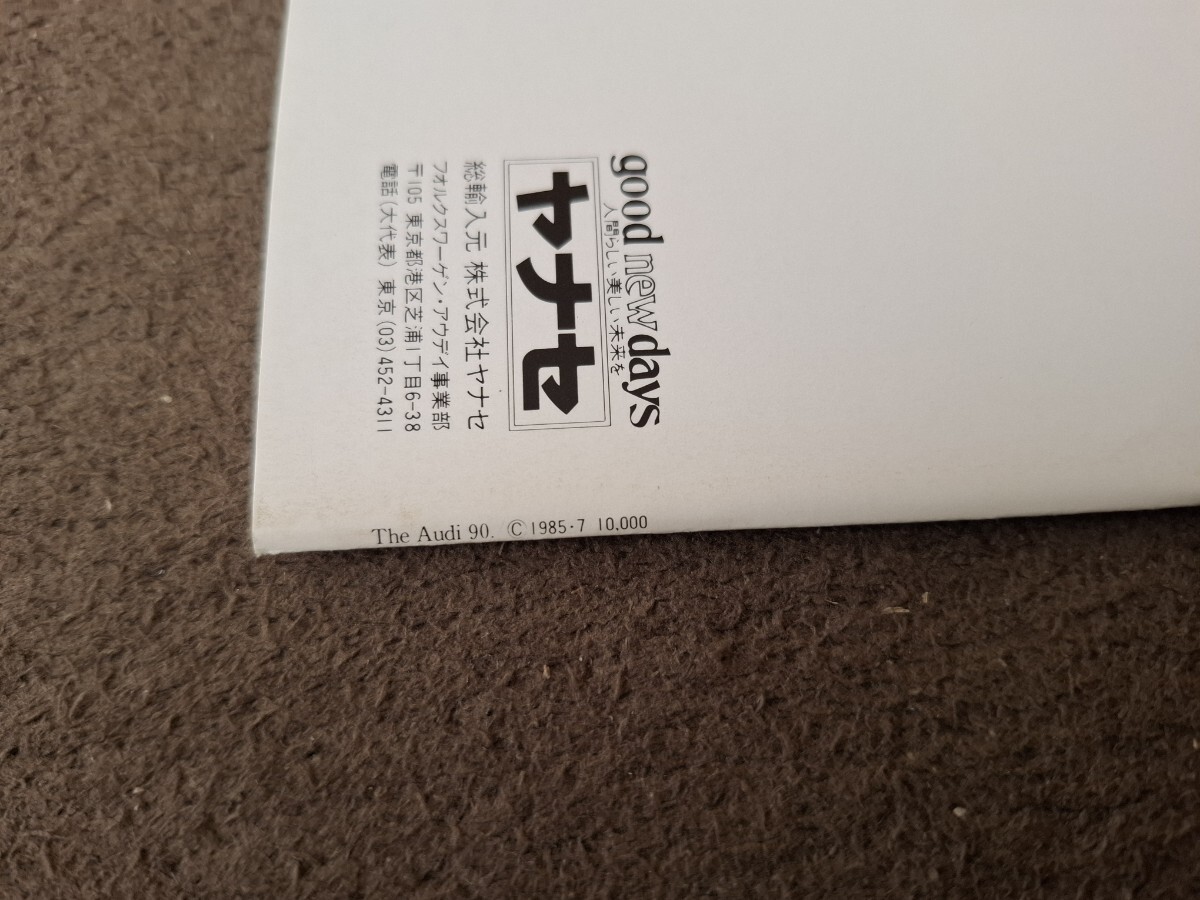 good new days
人間らしい美しい未来を
ヤナセ
総輸入元 株式会社ヤナセ
フォルクスワーゲン・アウディ事業部
〒105 東京都港区芝浦1丁目6-38
電話(大代表) 東京(03)452-4311
The Audi 90. © 1985・7 10,000